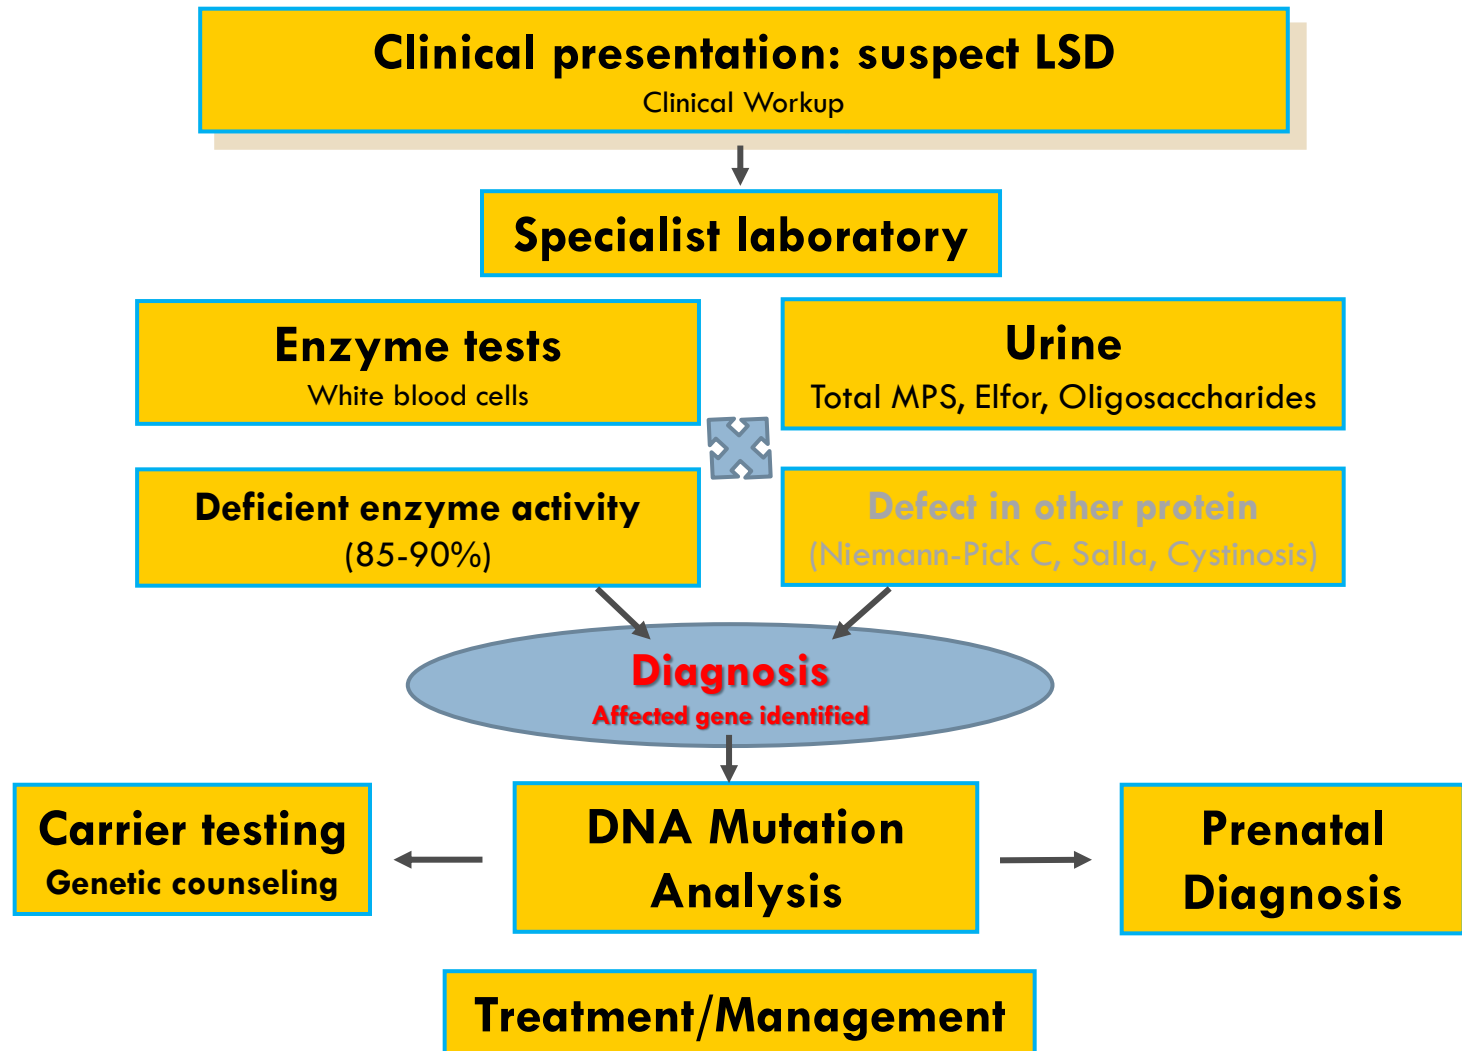 Clinical presentation: suspect LSD
Clinical Workup
Specialist laboratory
Enzyme tests
White blood cells
Urine
Total MPS, Elfor, Oligosaccharides
Deficient enzyme activity
(85-90%)
Defect in other protein
(Niemann-Pick C, Salla, Cystinosis)
Diagnosis
Affected gene identified
Carrier testing
Genetic counseling
DNA Mutation
Analysis
Prenatal
Diagnosis
Treatment/Management